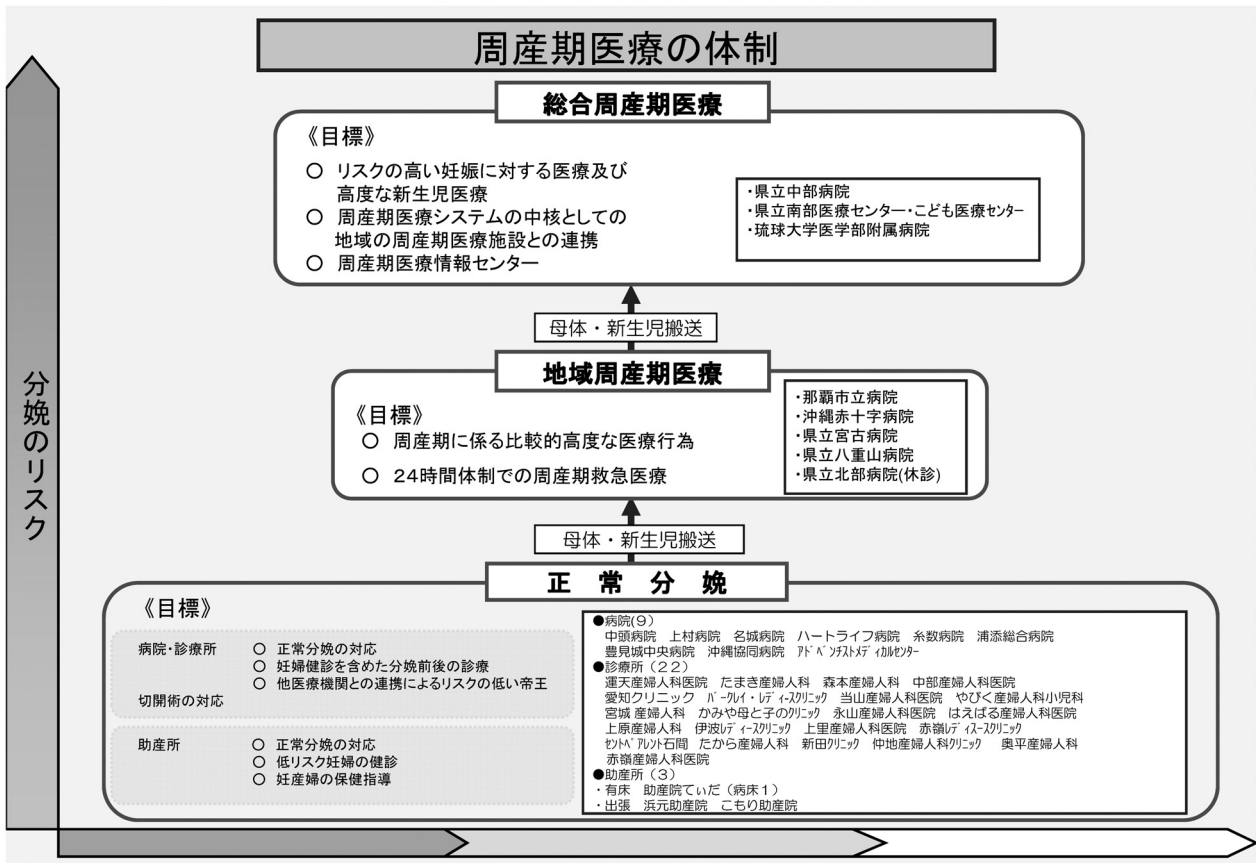 周産期医療の体制
総合周産期医療
《目標》
○ リスクの高い妊娠に対する医療及び
高度な新生児医療
○ 周産期医療システムの中核としての
地域の周産期医療施設との連携
○ 周産期医療情報センター
・県立中部病院
・県立南部医療センター・こども医療センター
・琉球大学医学部附属病院
母体・新生児搬送
地域周産期医療
《目標》
○ 周産期に係る比較的高度な医療行為
○ 24時間体制での周産期救急医療
・那覇市立病院
・沖縄赤十字病院
・県立宮古病院
・県立八重山病院
・県立北部病院(休診)
母体・新生児搬送
正常分娩
《目標》
病院・診療所 ○ 正常分娩の対応
○ 妊婦健診を含めた分娩前後の診療
○ 他医療機関との連携によるリスクの低い帝王
切開術の対応
助産所 ○ 正常分娩の対応
○ 低リスク妊婦の健診
○ 妊産婦の保健指導
●病院(9)
中頭病院 上村病院 名城病院 ハートライフ病院 糸数病院 浦添総合病院
豊見城中央病院 沖縄協同病院 アドベンチストメディカルセンター
●診療所(22)
運天産婦人科医院 たまき産婦人科 森本産婦人科 中部産婦人科医院
愛知クリニック バークレイ・レディースクリニック 当山産婦人科医院 やびく産婦人科小児科
宮城 産婦人科 かみや母と子のクリニック 永山産婦人科医院 はえばる産婦人科医院
上原産婦人科 伊波レディースクリニック 上里産婦人科医院 赤嶺レディースクリニック
セントペアレント石間 たから産婦人科 新田クリニック 仲地産婦人科クリニック 奥平産婦人科
赤嶺産婦人科医院
●助産所(3)
・有床 助産院てぃだ(病床1)
・出張 浜元助産院 こもり助産院
分娩のリスク